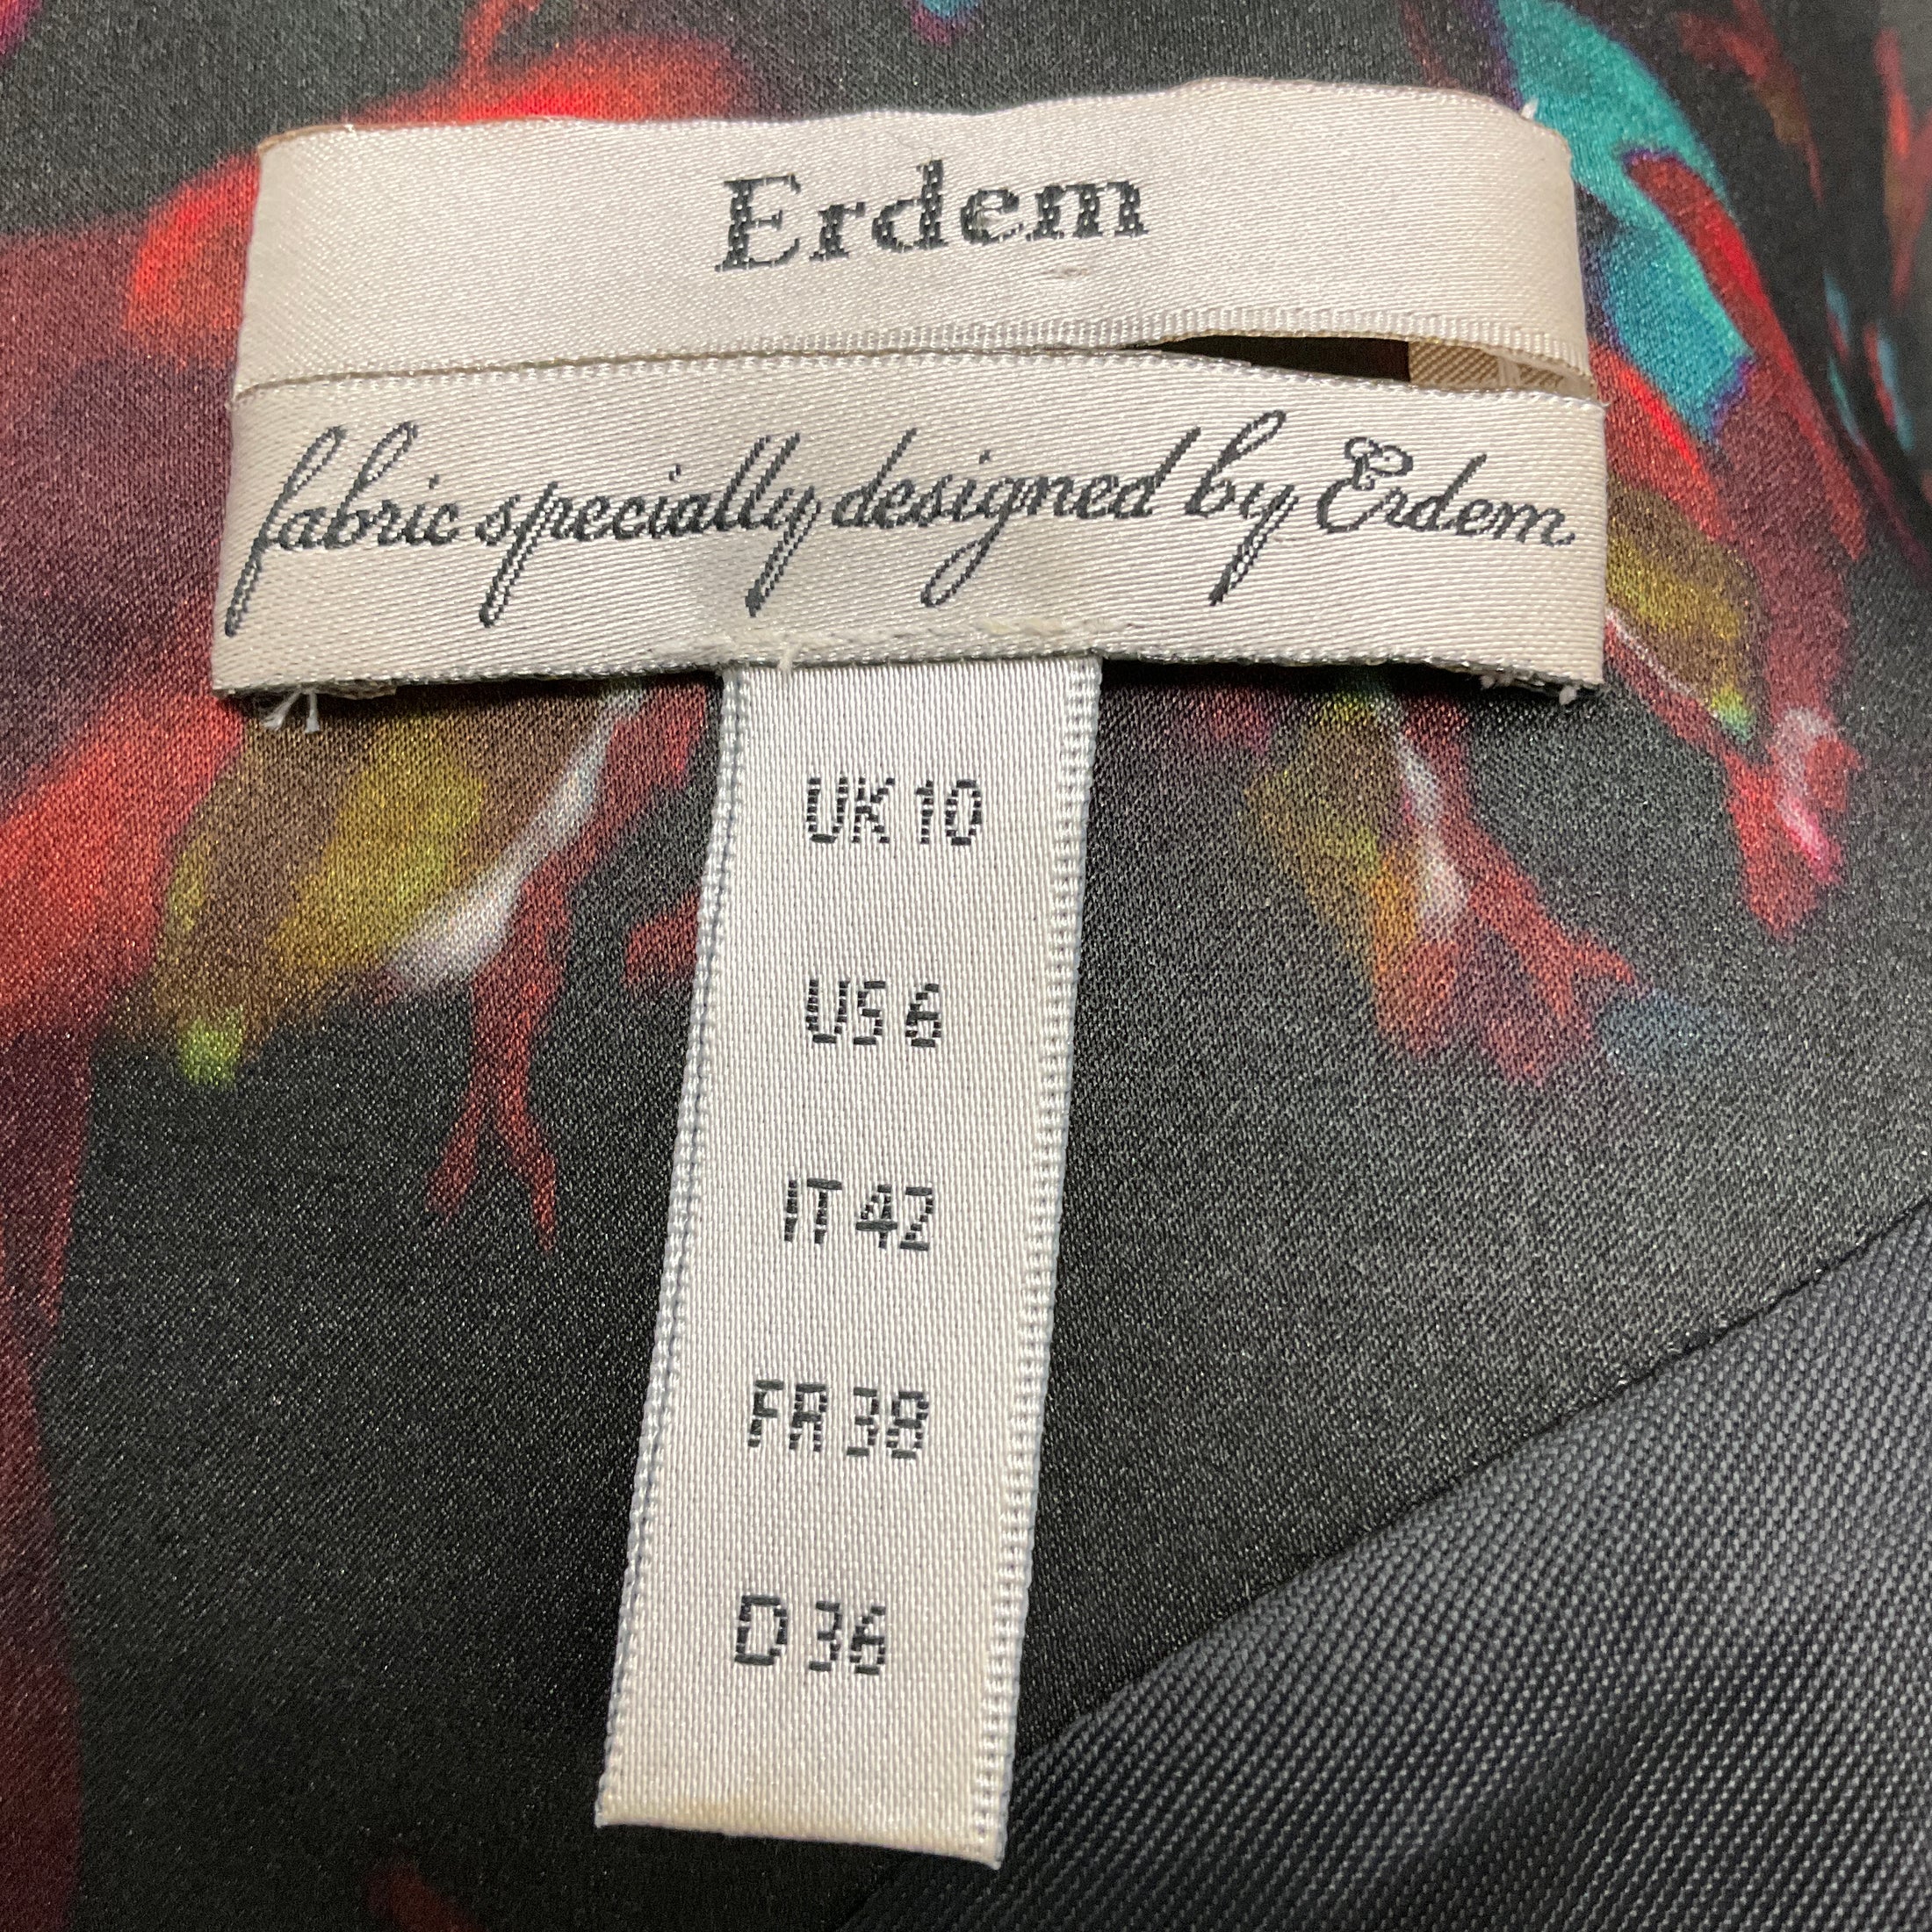 Erdem
fabric specially designed by Erdem
UK 10
US 6
IT 42
FR 38
D 36